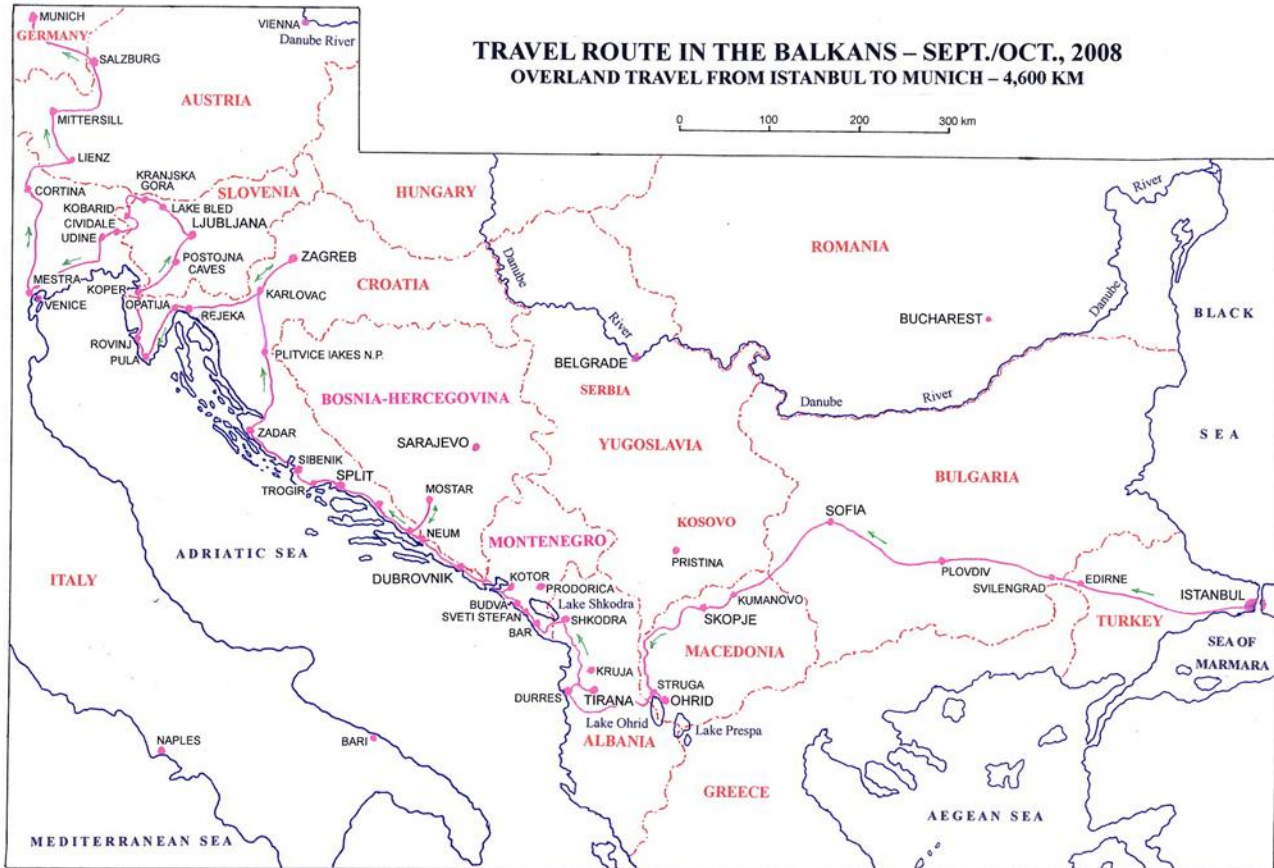 MUNICH
GERMANY
SALZBURG
VIENNA
Danube River
TRAVEL ROUTE IN THE BALKANS – SEPT./OCT., 2008
OVERLAND TRAVEL FROM ISTANBUL TO MUNICH – 4,600 KM
0 100 200 300 km
AUSTRIA
MITTERSILL
LIENZ
CORTINA
KRANJSKA
GORA
SLOVENIA
HUNGARY
KOBARID
LAKE BLED
CIVIDALE
LJUBLJANA
UDINE
POSTOJNA
CAVES
ZAGREB
MESTRA
VENICE
KOPER
OPATIJA
REJEKA
KARLOVAC
CROATIA
ROVINJ
PULA
PLITVICE lAKES N.P.
Danube
River
BELGRADE
SERBIA
ROMANIA
BUCHAREST
River
Danube
BLACK
SEA
Danube
River
BOSNIA-HERCEGOVINA
YUGOSLAVIA
SARAJEVO
ZADAR
SIBENIK
TROGIR
SPLIT
MOSTAR
NEUM
BULGARIA
SOFIA
KOSOVO
PRISTINA
MONTENEGRO
ADRIATIC SEA
ITALY
DUBROVNIK
KOTOR
PRODORICA
BUDVA
Lake Shkodra
SVETI STEFAN
SHKODRA
BAR
KUMANOVO
SKOPJE
PLOVDIV
SVILENGRAD
EDIRNE
ISTANBUL
TURKEY
SEA OF
MARMARA
MACEDONIA
KRUJA
DURRES
TIRANA
STRUGA
OHRID
Lake Ohrid
Lake Prespa
ALBANIA
NAPLES
BARI
GREECE
AEGEAN SEA
MEDITERRANEAN SEA